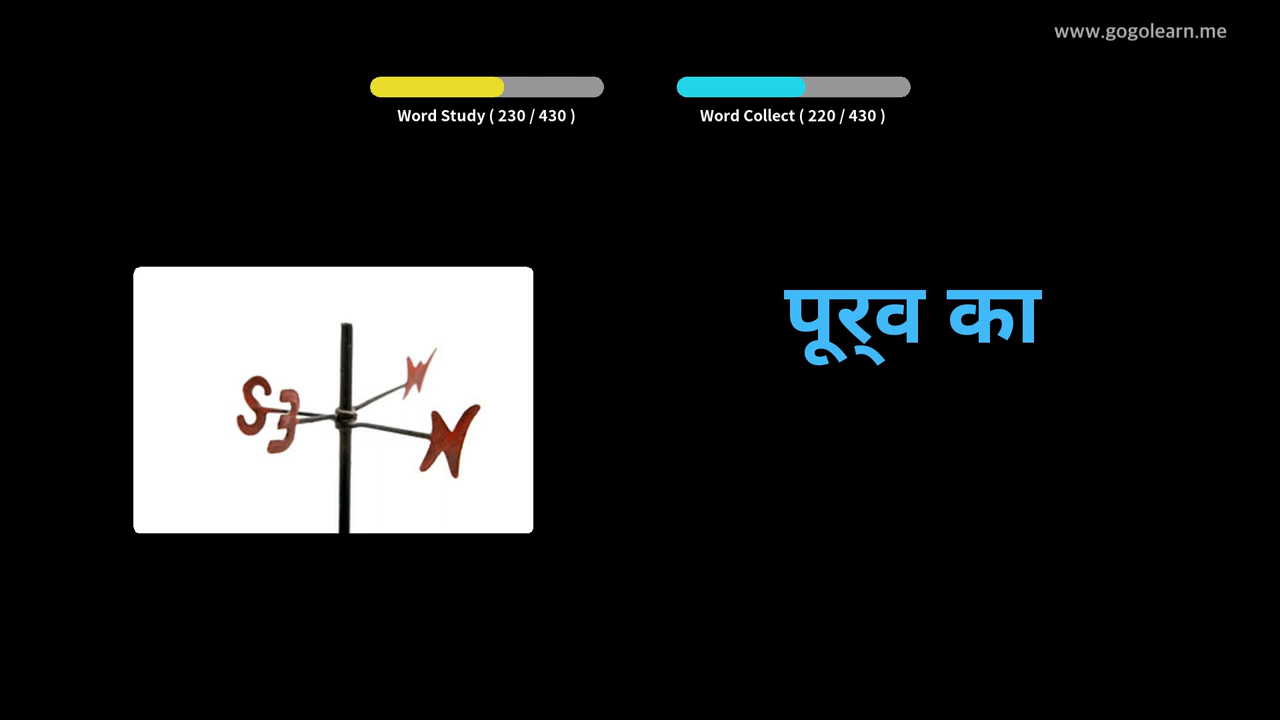 www.gogolearn.me
Word Study ( 230 / 430 )
Word Collect ( 220 / 430 )
पूर्‌व का
S E N N